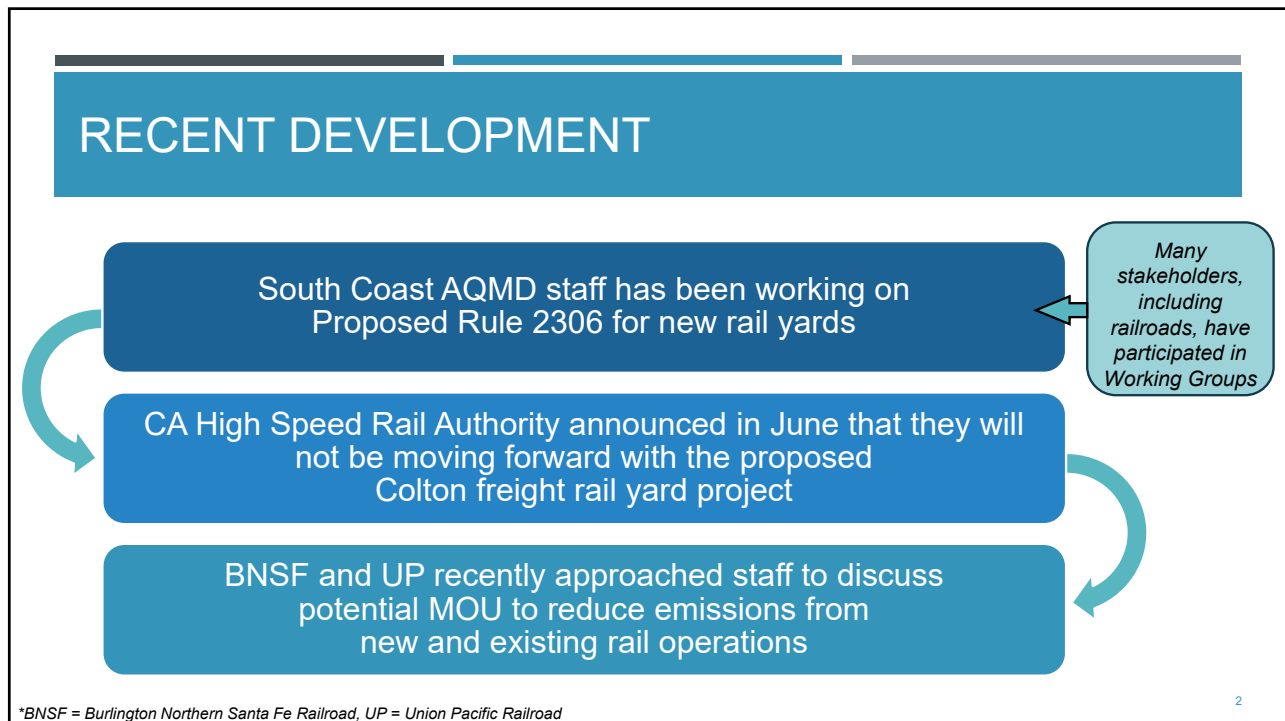 RECENT DEVELOPMENT
South Coast AQMD staff has been working on
Proposed Rule 2306 for new rail yards
Many
stakeholders,
including
railroads, have
participated in
Working Groups
CA High Speed Rail Authority announced in June that they will
not be moving forward with the proposed
Colton freight rail yard project
BNSF and UP recently approached staff to discuss
potential MOU to reduce emissions from
new and existing rail operations
*BNSF = Burlington Northern Santa Fe Railroad, UP = Union Pacific Railroad
2